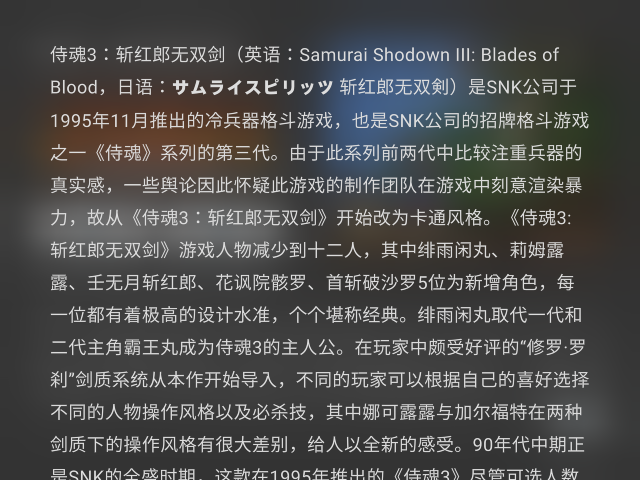 侍魂3：斩红郎无双剑（英语：Samurai Shodown III: Blades of
Blood，日语：サムライスピリッツ 斩红郎无双剣）是SNK公司于
1995年11月推出的冷兵器格斗游戏，也是SNK公司的招牌格斗游戏
之一《侍魂》系列的第三代。由于此系列前两代中比较注重兵器的
真实感，一些舆论因此怀疑此游戏的制作团队在游戏中刻意渲染暴
力，故从《侍魂3：斩红郎无双剑》开始改为卡通风格。《侍魂3:
斩红郎无双剑》游戏人物减少到十二人，其中绯雨闲丸、莉姆露
露、壬无月斩红郎、花讽院骸罗、首斩破沙罗5位为新增角色，每
一位都有着极高的设计水准，个个堪称经典。绯雨闲丸取代一代和
二代主角霸王丸成为侍魂3的主人公。在玩家中颇受好评的“修罗·罗
刹”剑质系统从本作开始导入，不同的玩家可以根据自己的喜好选择
不同的人物操作风格以及必杀技，其中娜可露露与加尔福特在两种
剑质下的操作风格有很大差别，给人以全新的感受。90年代中期正
是SNK的全盛时期，这款在1995年推出的《侍魂3》尽管可选人数